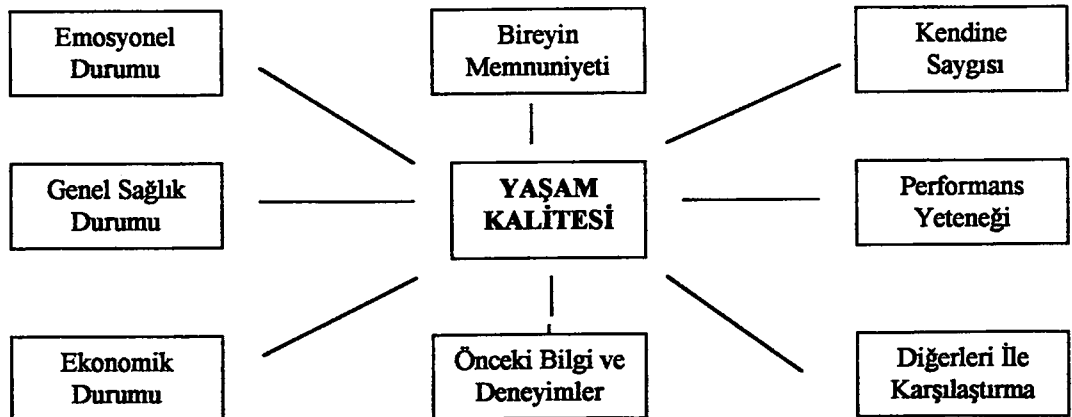 Emosyonel
Durumu
Bireyin
Memnuniyeti
Kendine
Saygısı
Genel Sağlık
Durumu
YAŞAM
KALİTESİ
Performans
Yeteneği
Ekonomik
Durumu
Önceki Bilgi ve
Deneyimler
Diğerleri İle
Karşılaştırma